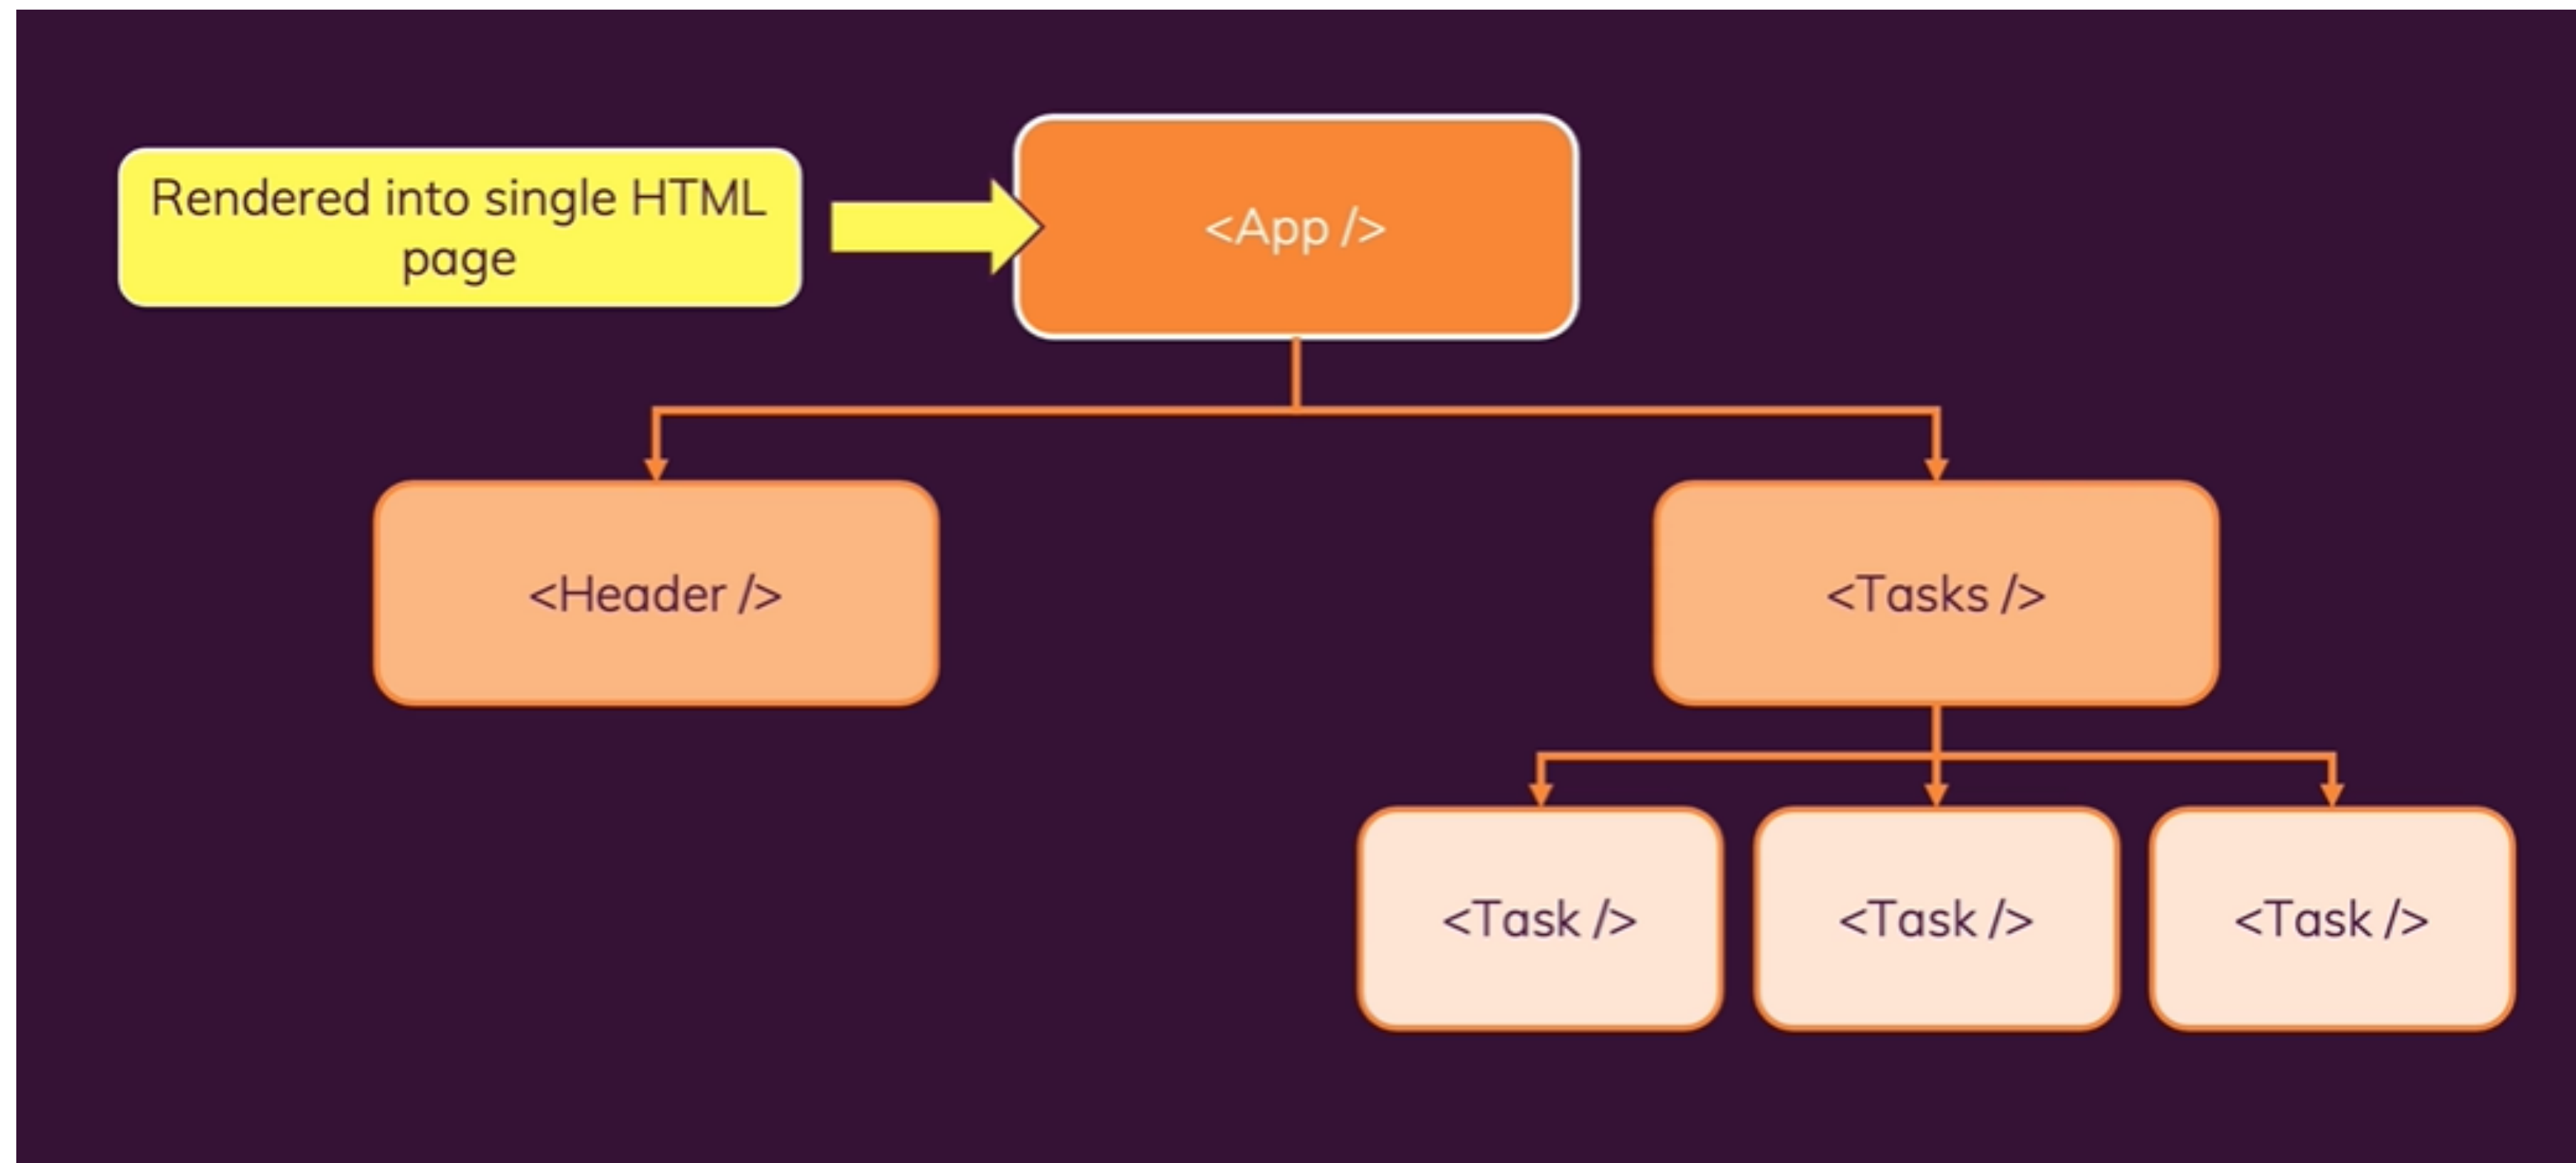 Rendered into single HTML
page
<App />
<Header />
<Tasks />
<Task />
<Task />
<Task />